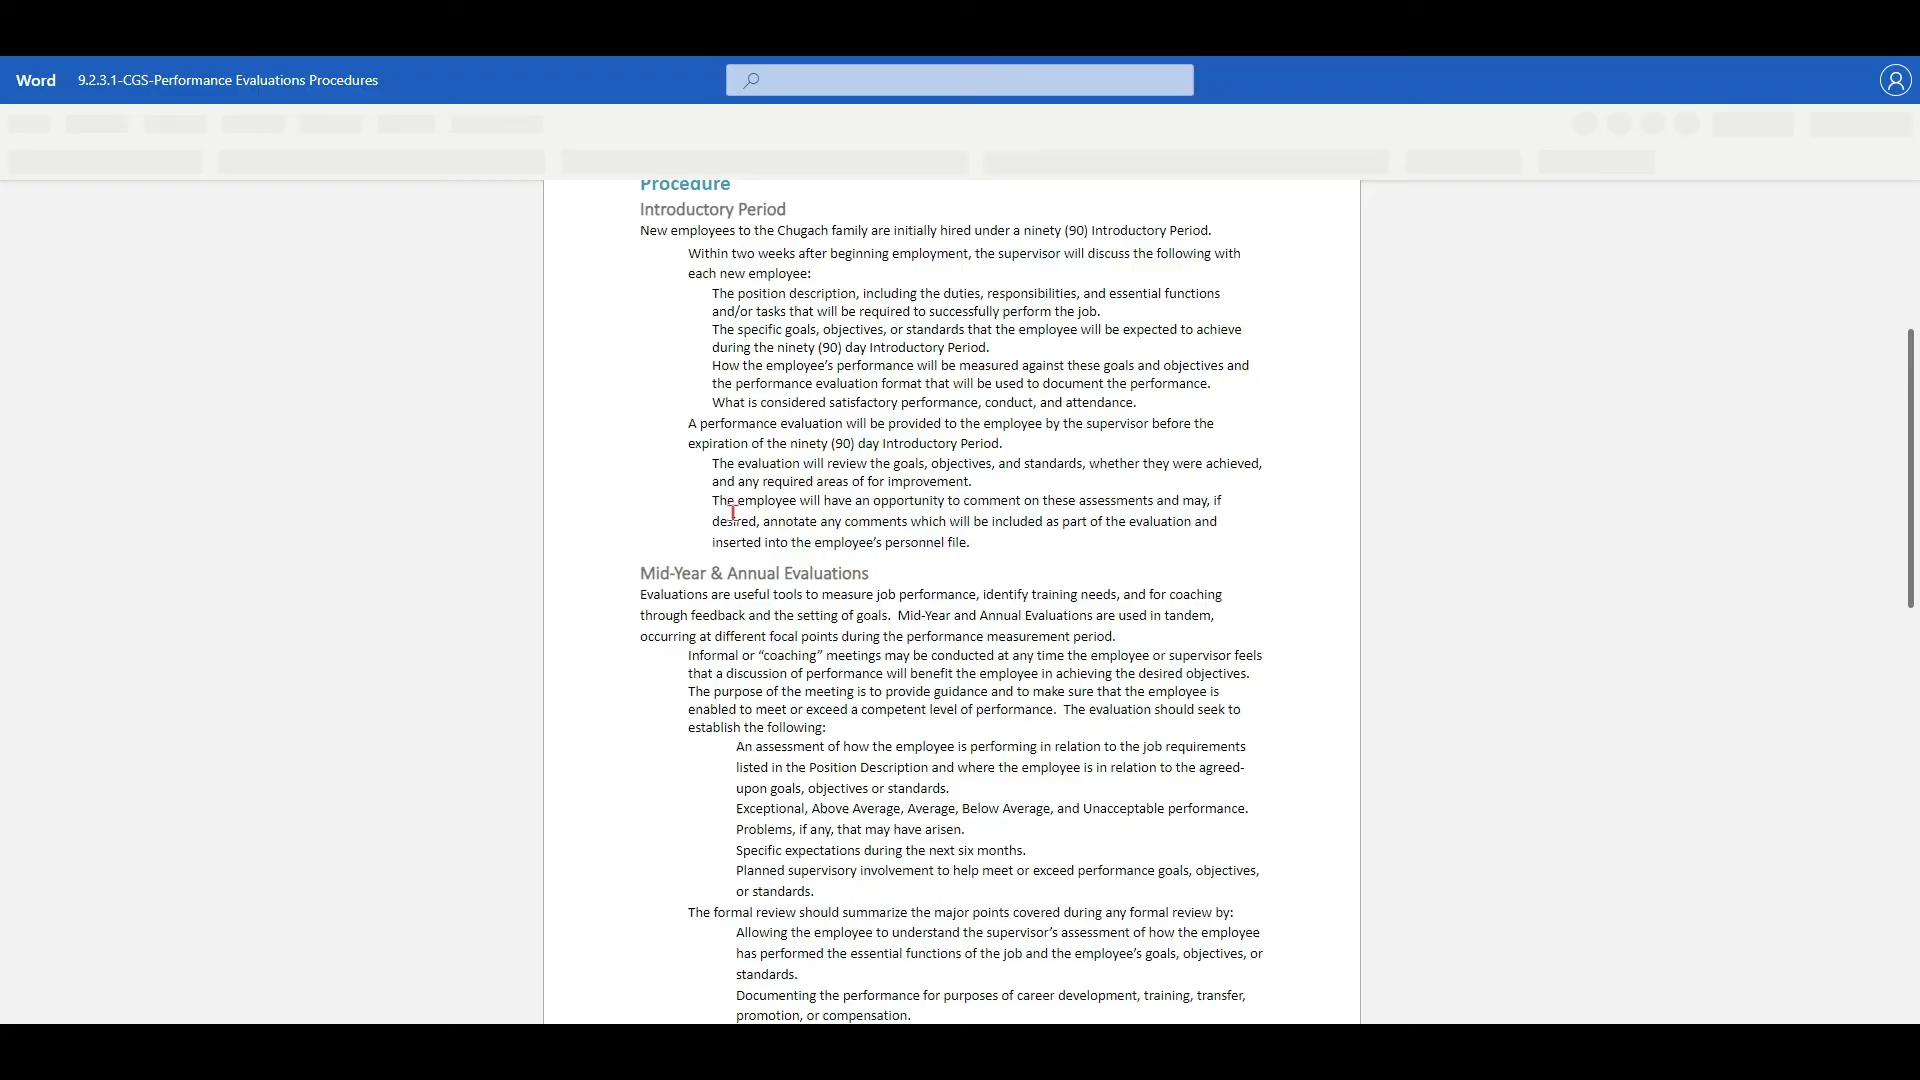 Word 9.2.3.1-CGS-Performance Evaluations Procedures
Procedure
Introductory Period
New employees to the Chugach family are initially hired under a ninety (90) Introductory Period.
Within two weeks after beginning employment, the supervisor will discuss the following with
each new employee:
The position description, including the duties, responsibilities, and essential functions
and/or tasks that will be required to successfully perform the job.
The specific goals, objectives, or standards that the employee will be expected to achieve
during the ninety (90) day Introductory Period.
How the employee’s performance will be measured against these goals and objectives and
the performance evaluation format that will be used to document the performance.
What is considered satisfactory performance, conduct, and attendance.
A performance evaluation will be provided to the employee by the supervisor before the
expiration of the ninety (90) day Introductory Period.
The evaluation will review the goals, objectives, and standards, whether they were achieved,
and any required areas of for improvement.
The employee will have an opportunity to comment on these assessments and may, if
desired, annotate any comments which will be included as part of the evaluation and
inserted into the employee’s personnel file.
Mid-Year & Annual Evaluations
Evaluations are useful tools to measure job performance, identify training needs, and for coaching
through feedback and the setting of goals.  Mid-Year and Annual Evaluations are used in tandem,
occurring at different focal points during the performance measurement period.
Informal or “coaching” meetings may be conducted at any time the employee or supervisor feels
that a discussion of performance will benefit the employee in achieving the desired objectives.
The purpose of the meeting is to provide guidance and to make sure that the employee is
enabled to meet or exceed a competent level of performance.  The evaluation should seek to
establish the following:
An assessment of how the employee is performing in relation to the job requirements
listed in the Position Description and where the employee is in relation to the agreed-
upon goals, objectives or standards.
Exceptional, Above Average, Average, Below Average, and Unacceptable performance.
Problems, if any, that may have arisen.
Specific expectations during the next six months.
Planned supervisory involvement to help meet or exceed performance goals, objectives,
or standards.
The formal review should summarize the major points covered during any formal review by:
Allowing the employee to understand the supervisor’s assessment of how the employee
has performed the essential functions of the job and the employee’s goals, objectives, or
standards.
Documenting the performance for purposes of career development, training, transfer,
promotion, or compensation.